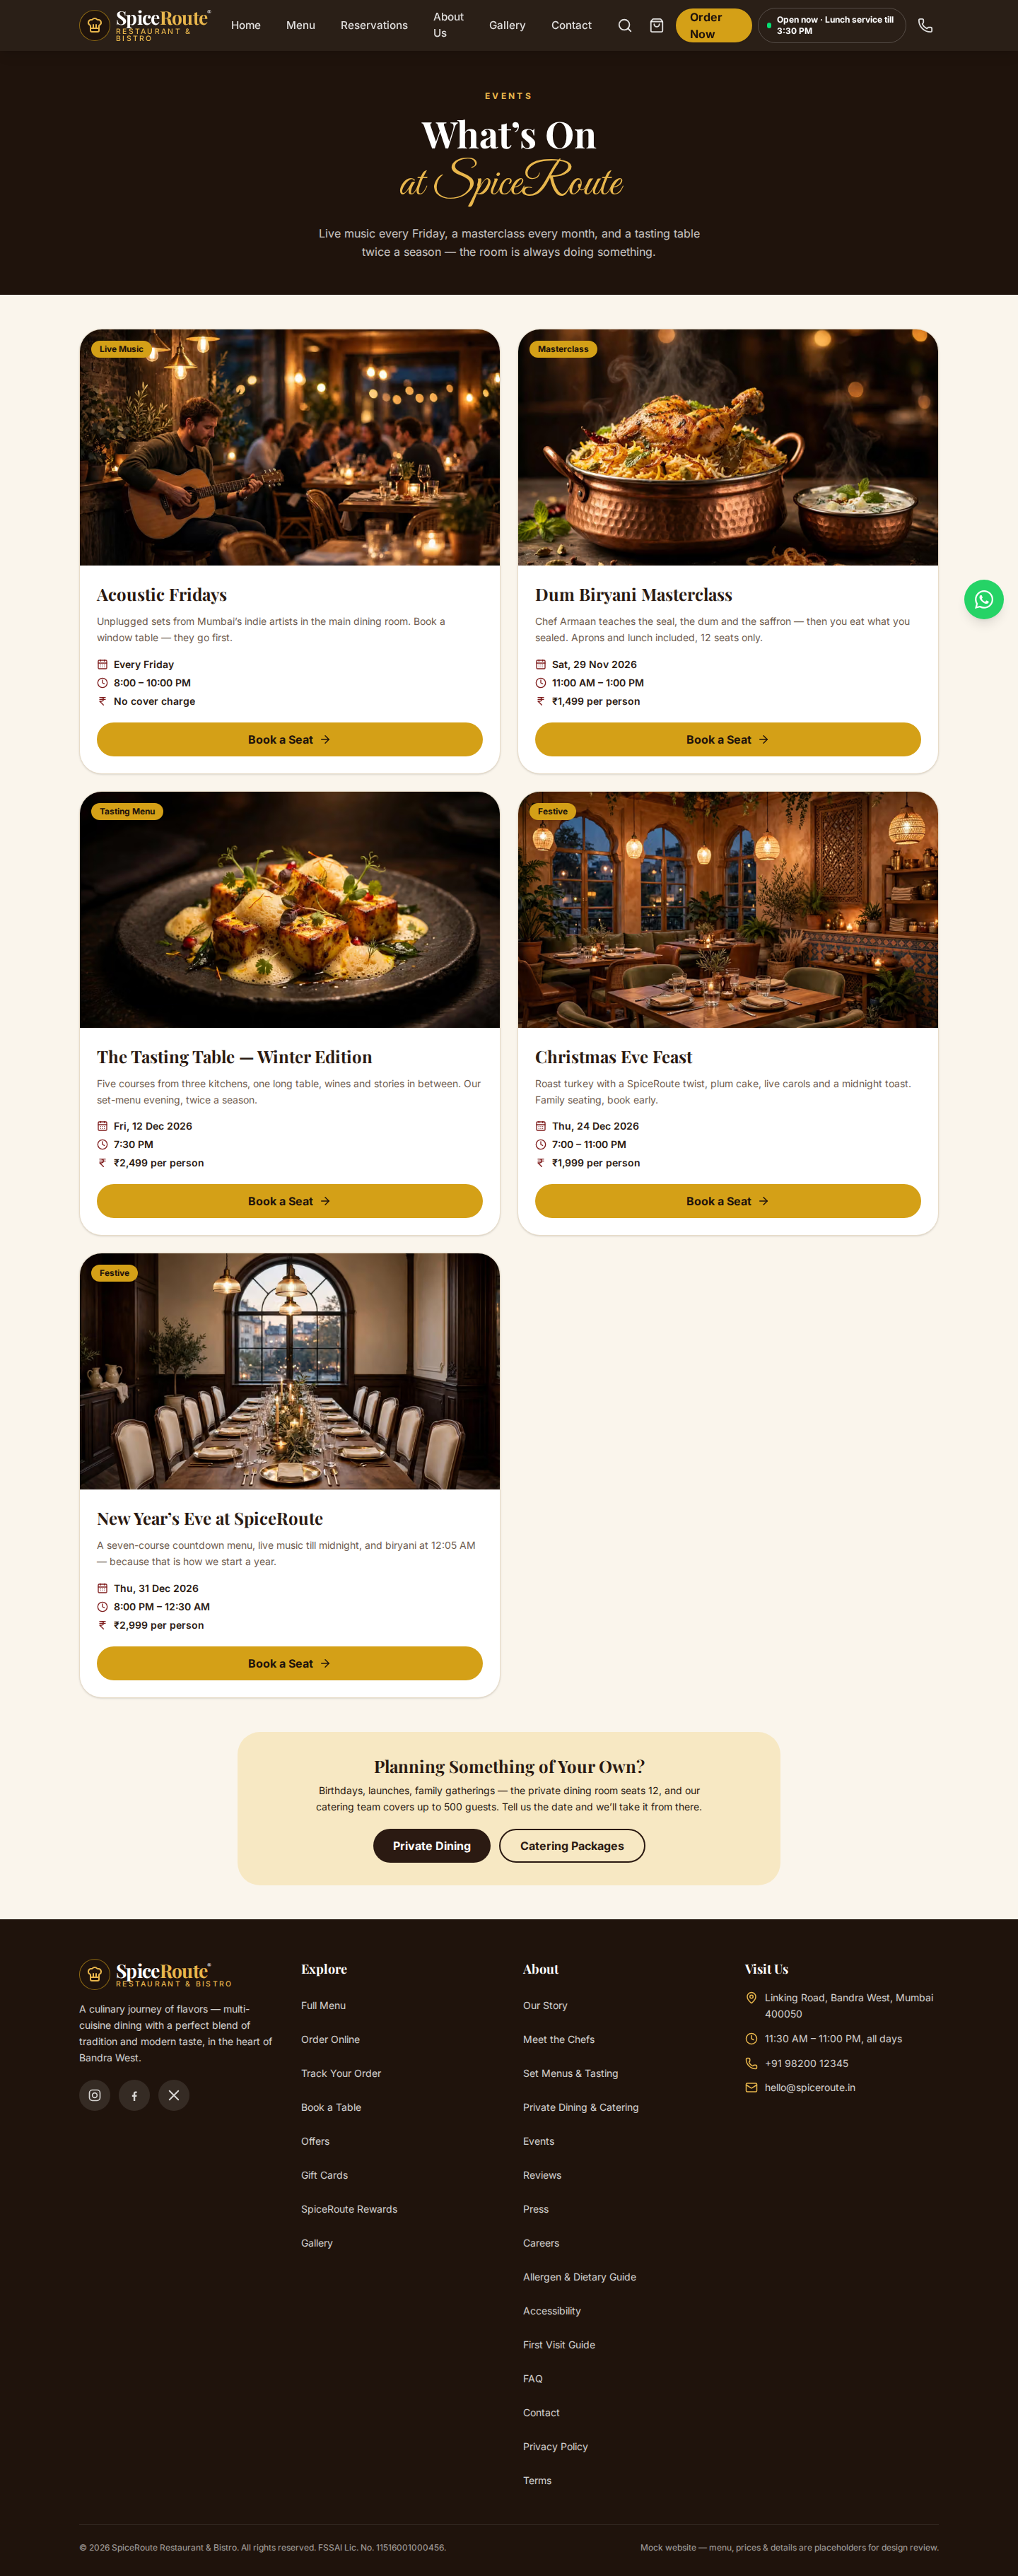 SpiceRoute
RESTAURANT &
BISTRO
Home
Menu
Reservations
About
Us
Gallery
Contact
Order
Now
Open now · Lunch service till
3:30 PM
EVENTS
What’s On
at SpiceRoute
Live music every Friday, a masterclass every month, and a tasting table
twice a season — the room is always doing something.
Live Music
Acoustic Fridays
Unplugged sets from Mumbai’s indie artists in the main dining room. Book a
window table — they go first.
Every Friday
8:00 – 10:00 PM
₹ No cover charge
Book a Seat
Masterclass
Dum Biryani Masterclass
Chef Armaan teaches the seal, the dum and the saffron — then you eat what you
sealed. Aprons and lunch included, 12 seats only.
Sat, 29 Nov 2026
11:00 AM – 1:00 PM
₹ ₹1,499 per person
Book a Seat
Tasting Menu
The Tasting Table — Winter Edition
Five courses from three kitchens, one long table, wines and stories in between. Our
set-menu evening, twice a season.
Fri, 12 Dec 2026
7:30 PM
₹ ₹2,499 per person
Book a Seat
Festive
Christmas Eve Feast
Roast turkey with a SpiceRoute twist, plum cake, live carols and a midnight toast.
Family seating, book early.
Thu, 24 Dec 2026
7:00 – 11:00 PM
₹ ₹1,999 per person
Book a Seat
Festive
New Year’s Eve at SpiceRoute
A seven-course countdown menu, live music till midnight, and biryani at 12:05 AM
— because that is how we start a year.
Thu, 31 Dec 2026
8:00 PM – 12:30 AM
₹ ₹2,999 per person
Book a Seat
Planning Something of Your Own?
Birthdays, launches, family gatherings — the private dining room seats 12, and our
catering team covers up to 500 guests. Tell us the date and we’ll take it from there.
Private Dining
Catering Packages
SpiceRoute
RESTAURANT & BISTRO
A culinary journey of flavors — multi-
cuisine dining with a perfect blend of
tradition and modern taste, in the heart of
Bandra West.
Explore
Full Menu
Order Online
Track Your Order
Book a Table
Offers
Gift Cards
SpiceRoute Rewards
Gallery
About
Our Story
Meet the Chefs
Set Menus & Tasting
Private Dining & Catering
Events
Reviews
Press
Careers
Allergen & Dietary Guide
Accessibility
First Visit Guide
FAQ
Contact
Privacy Policy
Terms
Visit Us
Linking Road, Bandra West, Mumbai
400050
11:30 AM – 11:00 PM, all days
+91 98200 12345
hello@spiceroute.in
© 2026 SpiceRoute Restaurant & Bistro. All rights reserved. FSSAI Lic. No. 11516001000456.
Mock website — menu, prices & details are placeholders for design review.